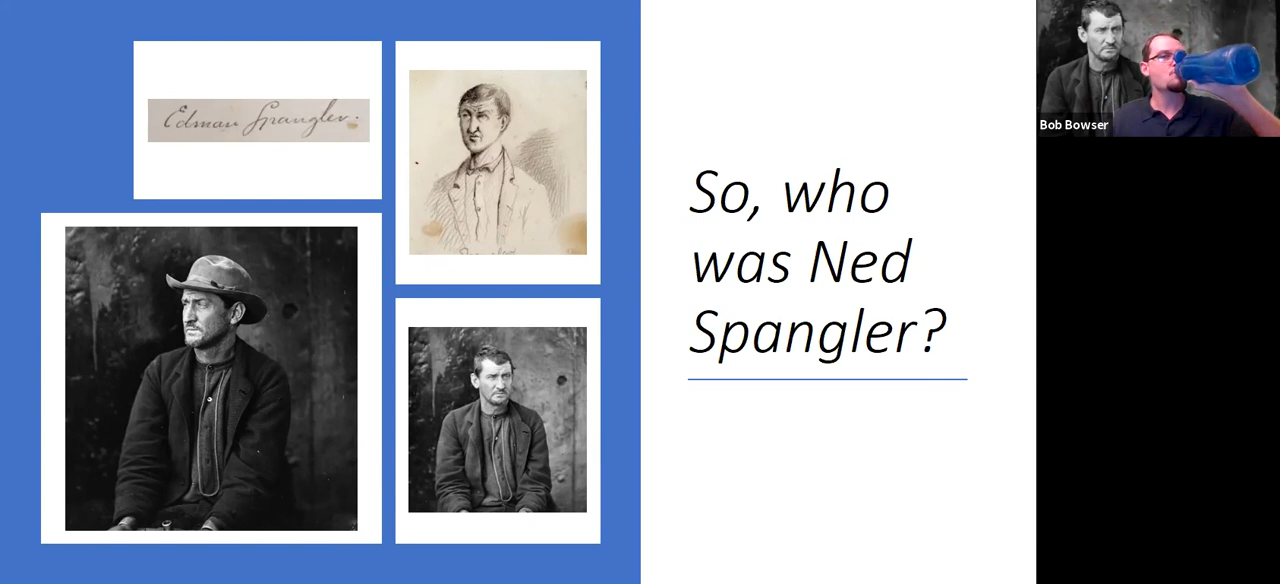 Edman Spangler.
So, who
was Ned
Spangler?
Bob Bowser